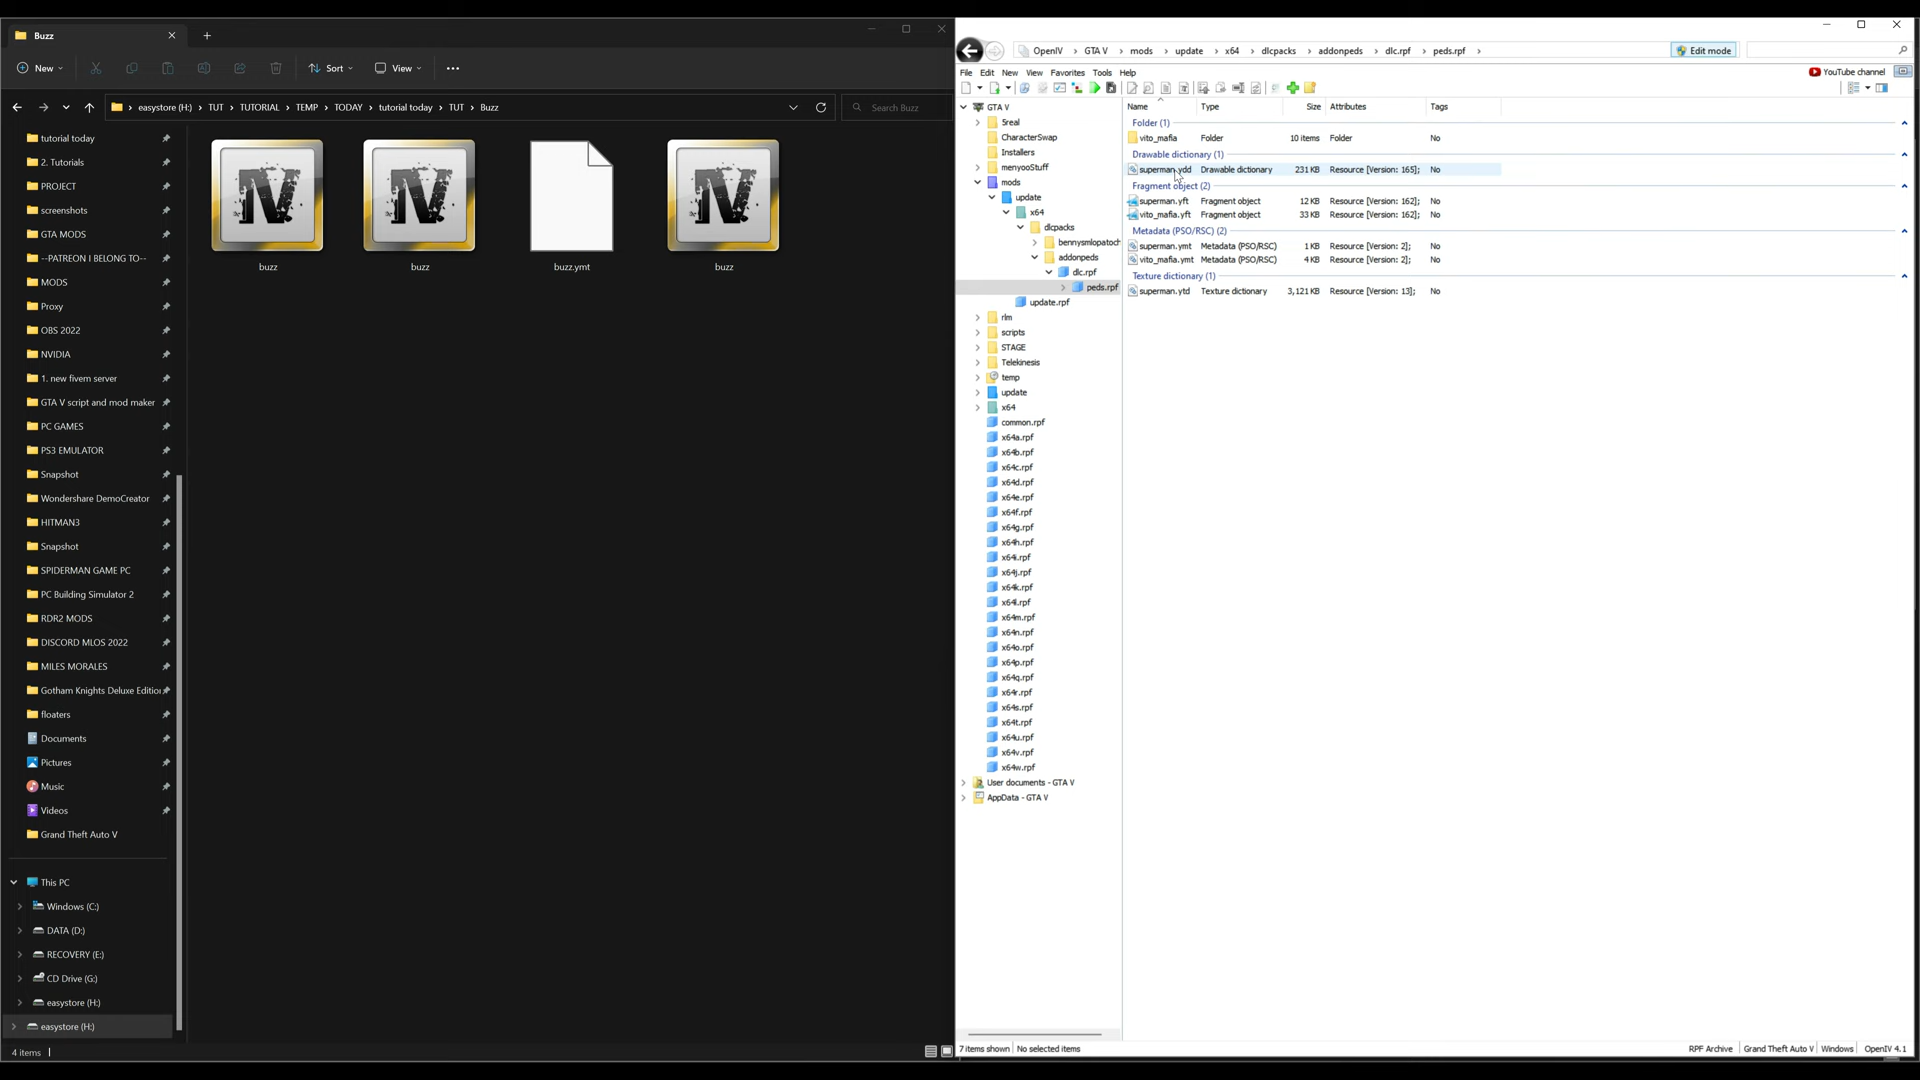 Buzz
New
Sort
View
easystore (H:) > TUT > TUTORIAL > TEMP > TODAY > tutorial today > TUT > Buzz
Search Buzz
tutorial today
2. Tutorials
PROJECT
screenshots
GTA MODS
--PATREON I BELONG TO--
MODS
Proxy
OBS 2022
NVIDIA
1. new fivem server
GTA V script and mod maker
PC GAMES
PS3 EMULATOR
Snapshot
Wondershare DemoCreator
HITMAN3
Snapshot
SPIDERMAN GAME PC
PC Building Simulator 2
RDR2 MODS
DISCORD MLOS 2022
MILES MORALES
Gotham Knights Deluxe Edition
floaters
Documents
Pictures
Music
Videos
Grand Theft Auto V
This PC
Windows (C:)
DATA (D:)
RECOVERY (E:)
CD Drive (G:)
easystore (H:)
easystore (H:)
4 items
IV
IV
IV
buzz
buzz
buzz.ymt
buzz
OpenIV > GTA V > mods > update > x64 > dlcpacks > addonpeds > dlc.rpf > peds.rpf >
Edit mode
File Edit New View Favorites Tools Help
YouTube channel
GTA V
5real
CharacterSwap
Installers
menyooStuff
mods
update
x64
dlcpacks
bennysmlopatoch
addonpeds
dlc.rpf
peds.rpf
update.rpf
rlm
scripts
STAGE
Telekinesis
temp
update
x64
common.rpf
x64a.rpf
x64b.rpf
x64c.rpf
x64d.rpf
x64e.rpf
x64f.rpf
x64g.rpf
x64h.rpf
x64i.rpf
x64j.rpf
x64k.rpf
x64l.rpf
x64m.rpf
x64n.rpf
x64o.rpf
x64p.rpf
x64q.rpf
x64r.rpf
x64s.rpf
x64t.rpf
x64u.rpf
x64v.rpf
x64w.rpf
User documents - GTA V
AppData - GTA V
Name Type Size Attributes Tags
Folder (1)
vito_mafia Folder 10 items Folder No
Drawable dictionary (1)
superman.ydd Drawable dictionary 231 KB Resource [Version: 165]; No
Fragment object (2)
superman.yft Fragment object 12 KB Resource [Version: 162]; No
vito_mafia.yft Fragment object 33 KB Resource [Version: 162]; No
Metadata (PSO/RSC) (2)
superman.ymt Metadata (PSO/RSC) 1 KB Resource [Version: 2]; No
vito_mafia.ymt Metadata (PSO/RSC) 4 KB Resource [Version: 2]; No
Texture dictionary (1)
superman.ytd Texture dictionary 3,121 KB Resource [Version: 13]; No
7 items shown No selected items
RPF Archive Grand Theft Auto V Windows OpenIV 4.1